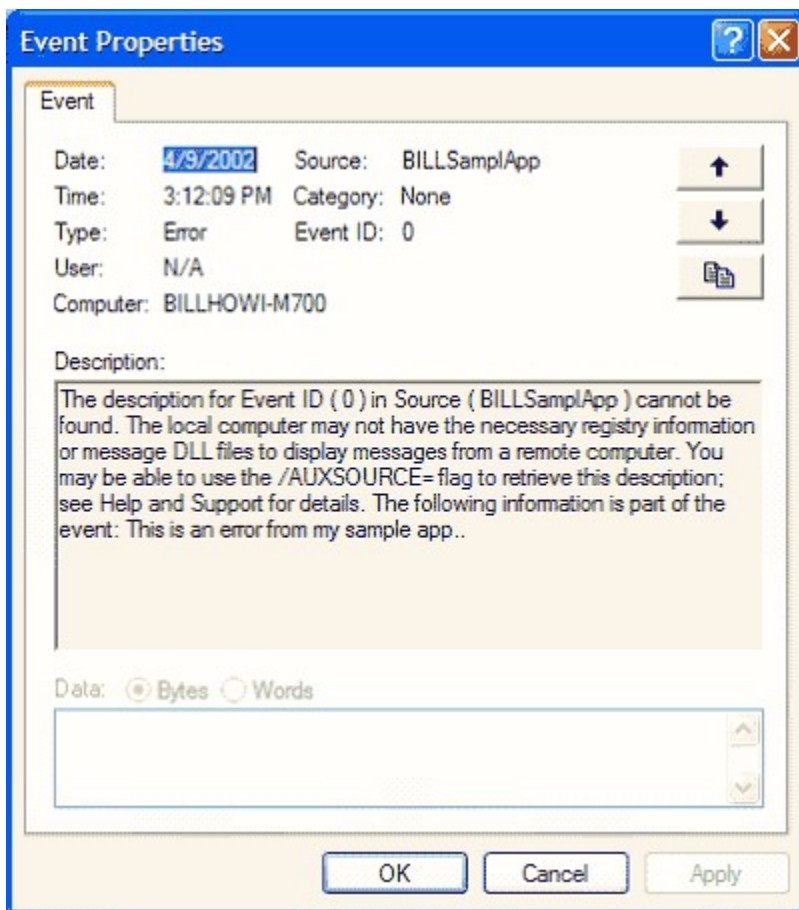 Event Properties
Event
Date: 4/9/2002 Source: BILLSamplApp
Time: 3:12:09 PM Category: None
Type: Error Event ID: 0
User: N/A
Computer: BILLHOWI-M700
Description:
The description for Event ID ( 0 ) in Source ( BILLSamplApp ) cannot be
found. The local computer may not have the necessary registry information
or message DLL files to display messages from a remote computer. You
may be able to use the /AUXSOURCE= flag to retrieve this description;
see Help and Support for details. The following information is part of the
event: This is an error from my sample app..
Data: Bytes Words
OK Cancel Apply